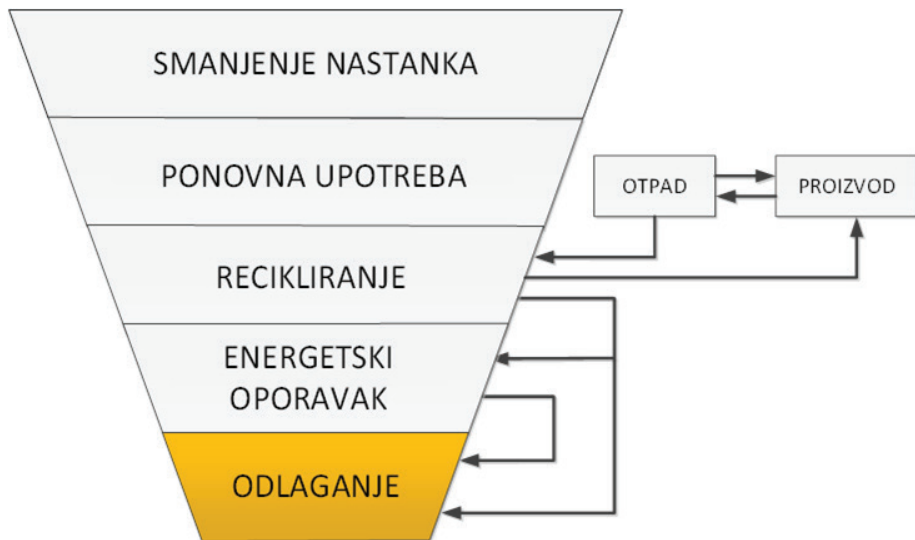 SMANJENJE NASTANKA
PONOVNA UPOTREBA
OTPAD
PROIZVOD
RECIKLIRANJE
ENERGETSKI
OPORAVAK
ODLAGANJE